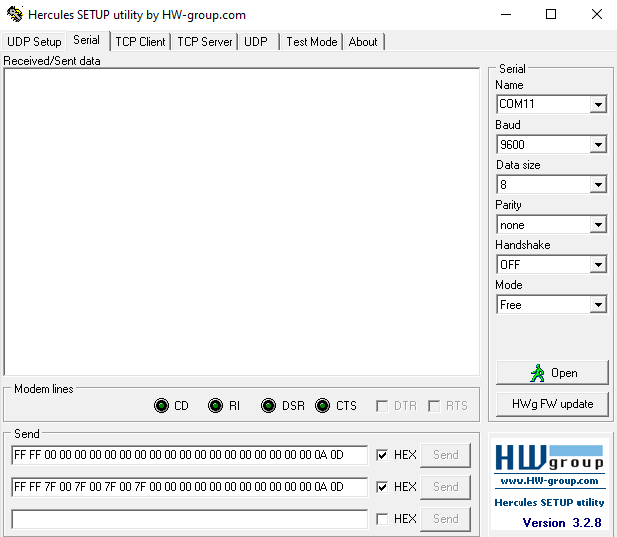 Hercules SETUP utility by HW-group.com
UDP Setup Serial TCP Client TCP Server UDP Test Mode About
Received/Sent data
Serial
Name
COM11
Baud
9600
Data size
8
Parity
none
Handshake
OFF
Mode
Free
Open
HWg FW update
Modem lines
CD RI DSR CTS DTR RTS
Send
FF FF 00 00 00 00 00 00 00 00 00 00 00 00 00 00 00 00 00 00 0A 0D HEX Send
FF FF 7F 00 7F 00 7F 00 7F 00 00 00 00 00 00 00 00 00 00 00 0A 0D HEX Send
HEX Send
HW group
www.HW-group.com
Hercules SETUP utility
Version 3.2.8